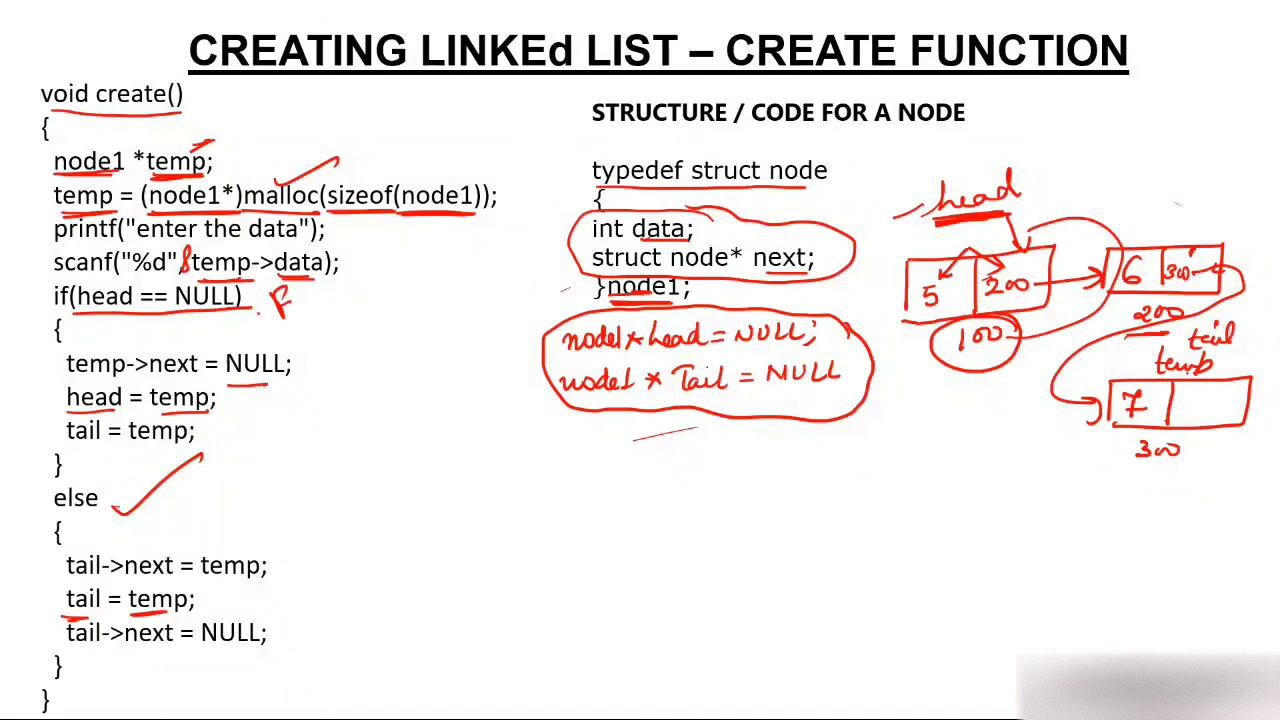 CREATING LINKEd LIST – CREATE FUNCTION
void create()
{
node1 *temp;
temp = (node1*)malloc(sizeof(node1));
printf("enter the data");
scanf("%d",&temp->data);
if(head == NULL) . F
{
temp->next = NULL;
head = temp;
tail = temp;
}
else
{
tail->next = temp;
tail = temp;
tail->next = NULL;
}
}
STRUCTURE / CODE FOR A NODE
typedef struct node
{
int data;
struct node* next;
}node1;
node1 * head = NULL;
node1 * Tail = NULL
head
5 200
100
6 300
200
tail
temp
7
300